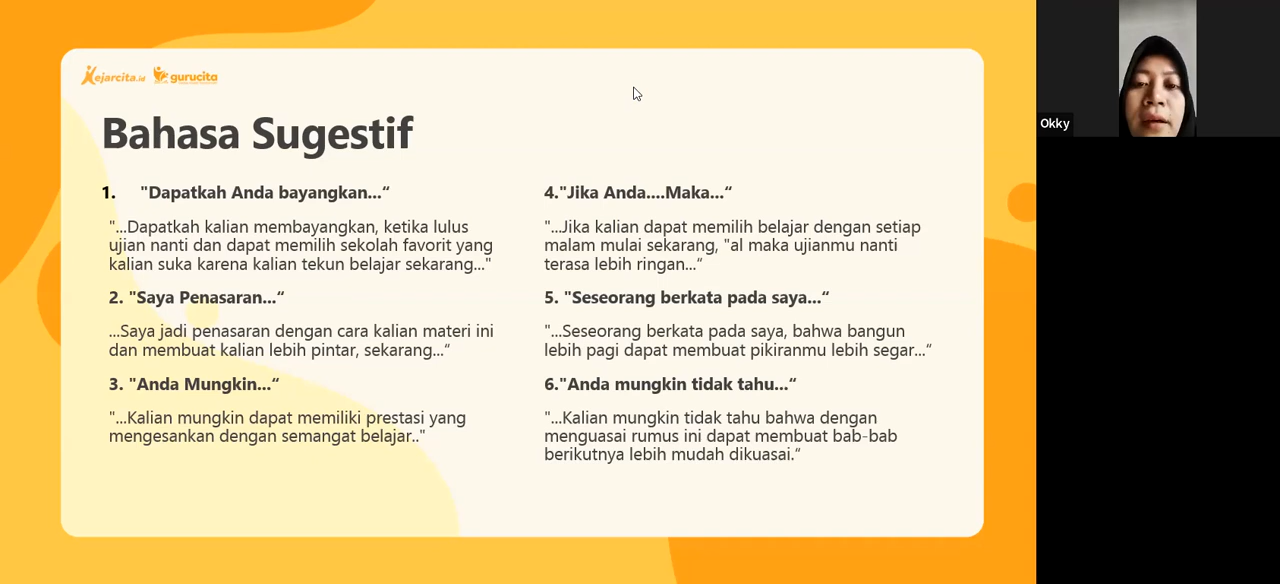 Kejarcita.id gurucita
Bahasa Sugestif
1. "Dapatkah Anda bayangkan...“
"...Dapatkah kalian membayangkan, ketika lulus
ujian nanti dan dapat memilih sekolah favorit yang
kalian suka karena kalian tekun belajar sekarang..."
2. "Saya Penasaran...“
...Saya jadi penasaran dengan cara kalian materi ini
dan membuat kalian lebih pintar, sekarang...“
3. "Anda Mungkin...“
"...Kalian mungkin dapat memiliki prestasi yang
mengesankan dengan semangat belajar.."
4."Jika Anda....Maka...“
"...Jika kalian dapat memilih belajar dengan setiap
malam mulai sekarang, "al maka ujianmu nanti
terasa lebih ringan...“
5. "Seseorang berkata pada saya...“
"...Seseorang berkata pada saya, bahwa bangun
lebih pagi dapat membuat pikiranmu lebih segar...“
6."Anda mungkin tidak tahu...“
"...Kalian mungkin tidak tahu bahwa dengan
menguasai rumus ini dapat membuat bab-bab
berikutnya lebih mudah dikuasai.“
Okky